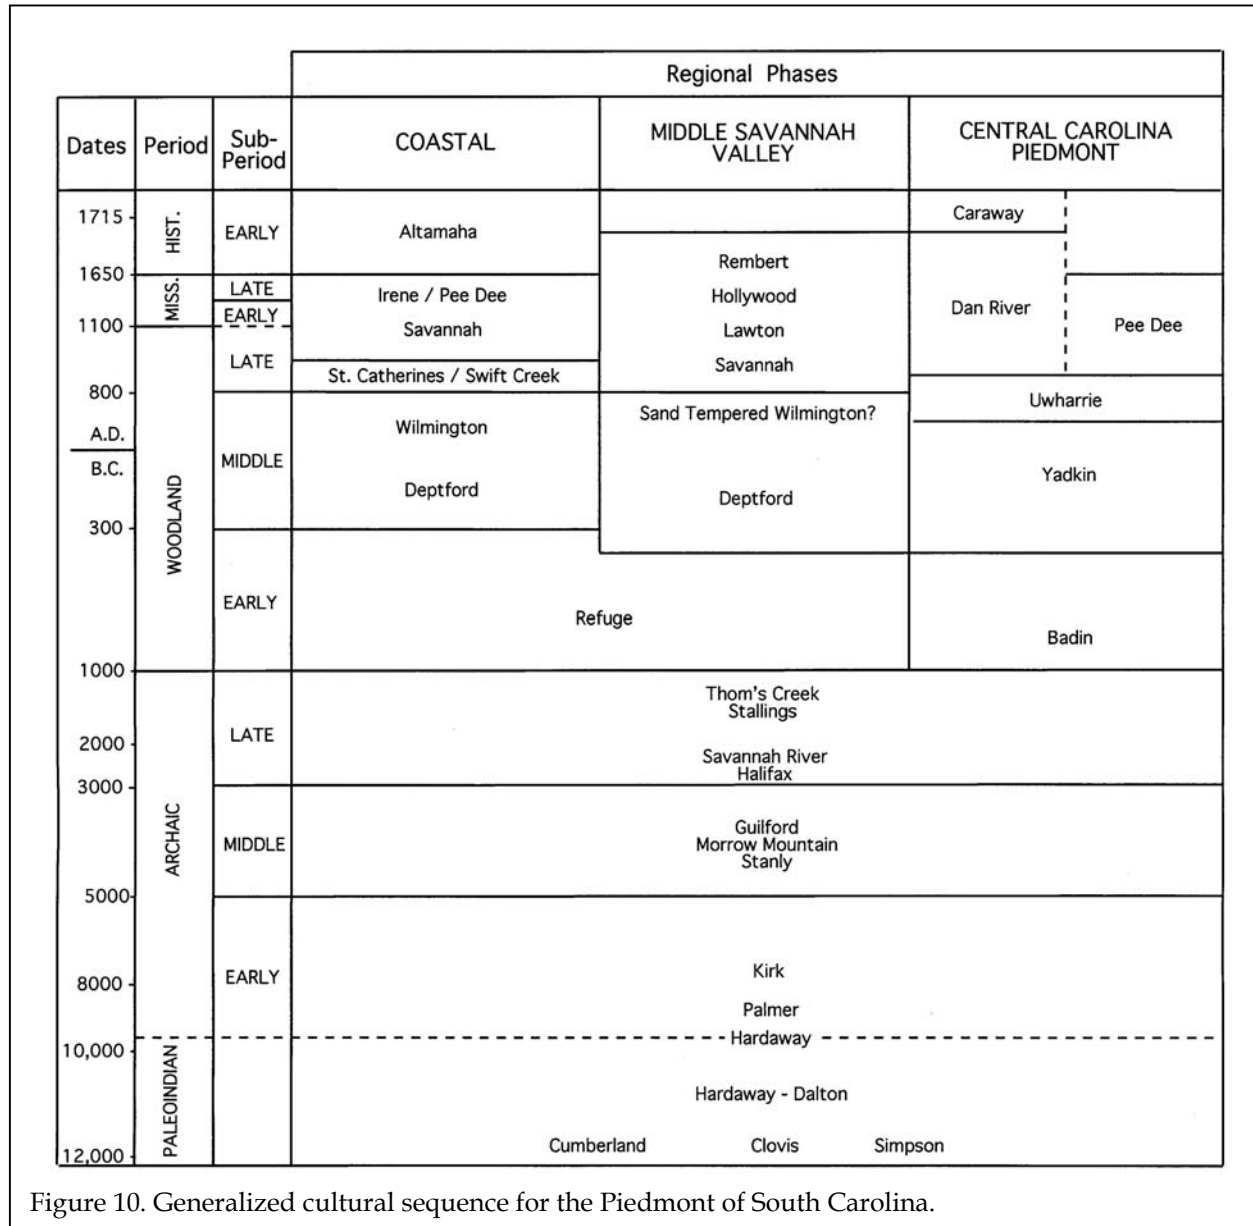 Regional Phases
Dates
Period
Sub-
Period
COASTAL
MIDDLE SAVANNAH
VALLEY
CENTRAL CAROLINA
PIEDMONT
1715
HIST.
EARLY
Altamaha
Caraway
1650
MISS.
LATE
EARLY
Irene / Pee Dee
Savannah
Rembert
Hollywood
Lawton
Savannah
Dan River
Pee Dee
1100
WOODLAND
LATE
St. Catherines / Swift Creek
800
Uwharrie
A.D.
B.C.
MIDDLE
Wilmington
Deptford
Sand Tempered Wilmington?
Deptford
Yadkin
300
EARLY
Refuge
Badin
1000
ARCHAIC
LATE
Thom's Creek
Stallings
2000
Savannah River
Halifax
3000
MIDDLE
Guilford
Morrow Mountain
Stanly
5000
EARLY
Kirk
8000
Palmer
Hardaway
10,000
PALEOINDIAN
Hardaway - Dalton
Cumberland Clovis Simpson
12,000
Figure 10. Generalized cultural sequence for the Piedmont of South Carolina.